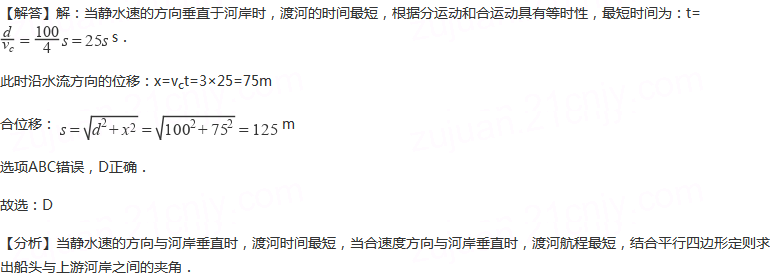 【解答】解：当静水速的方向垂直于河岸时，渡河的时间最短，根据分运动和合运动具有等时性，最短时间为：t=
\frac{d}{v_c}=\frac{100}{4}s=25s s．
此时沿水流方向的位移：x=v_ct=3×25=75m
合位移： s=\sqrt{d^2+x^2}=\sqrt{100^2+75^2}=125 m
选项ABC错误，D正确．
故选：D
【分析】当静水速的方向与河岸垂直时，渡河时间最短，当合速度方向与河岸垂直时，渡河航程最短，结合平行四边形定则求
出船头与上游河岸之间的夹角．